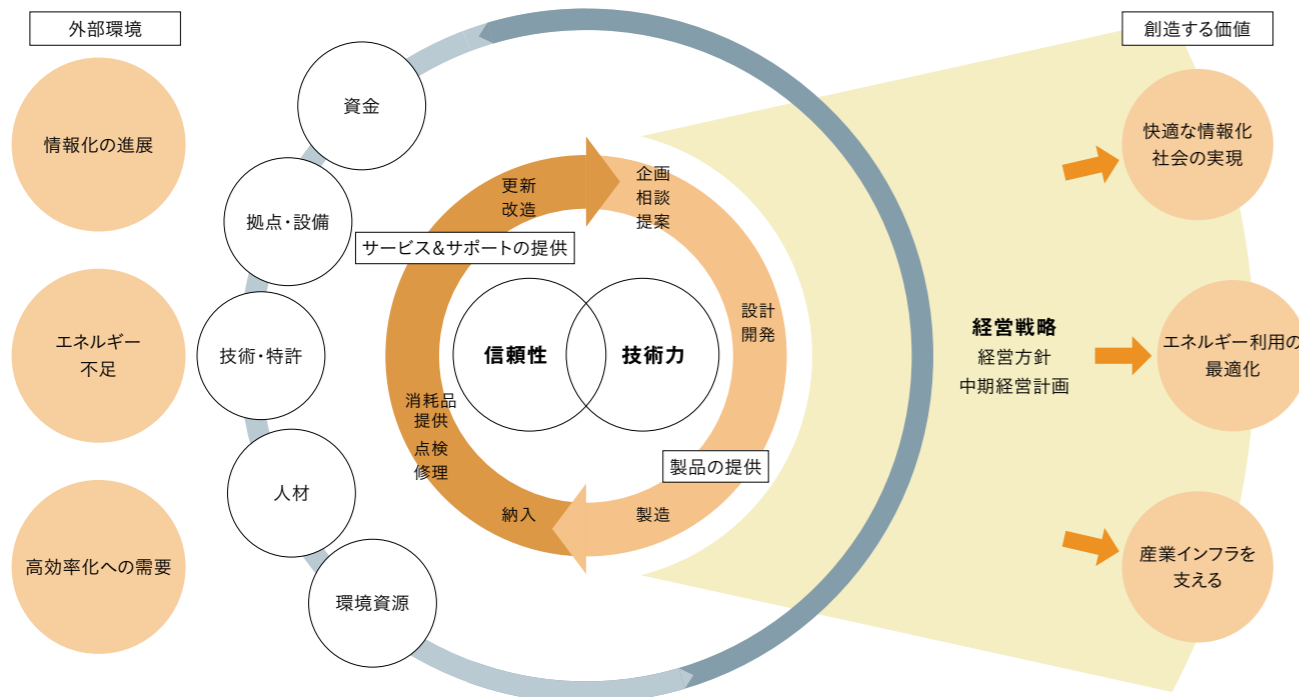 外部環境
情報化の進展
エネルギー
不足
高効率化への需要
資金
拠点・設備
技術・特許
人材
環境資源
サービス&サポートの提供
更新
改造
企画
相談
提案
設計
開発
製品の提供
製造
納入
消耗品
提供
点検
修理
信頼性
技術力
経営戦略
経営方針
中期経営計画
創造する価値
快適な情報化
社会の実現
エネルギー利用の
最適化
産業インフラを
支える